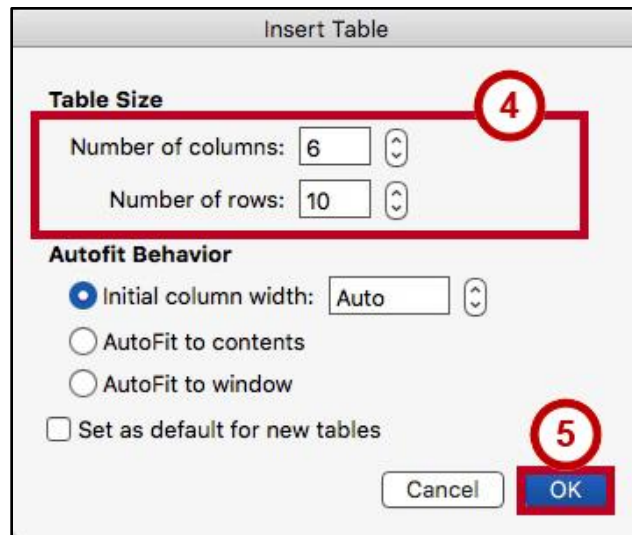 Insert Table
Table Size
4
Number of columns: 6
Number of rows: 10
Autofit Behavior
Initial column width: Auto
AutoFit to contents
AutoFit to window
Set as default for new tables
5
Cancel OK